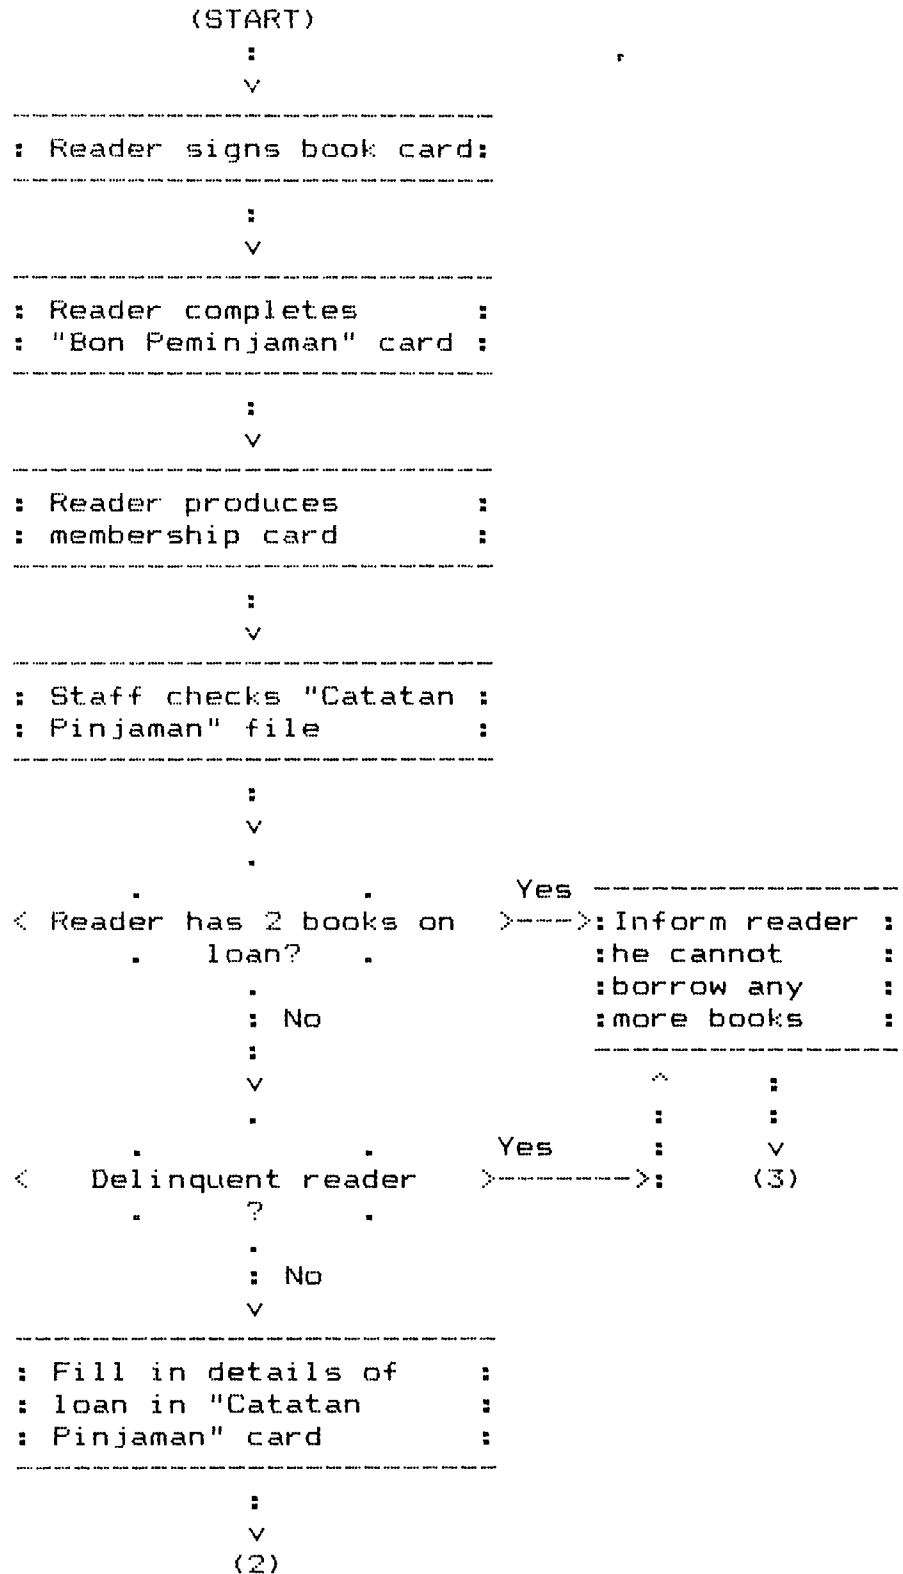 (START)
Reader signs book card
Reader completes
"Bon Peminjaman" card
Reader produces
membership card
Staff checks "Catatan
Pinjaman" file
Reader has 2 books on
loan?
Yes
Inform reader
he cannot
borrow any
more books
No
Delinquent reader
?
Yes
(3)
No
Fill in details of
loan in "Catatan
Pinjaman" card
(2)